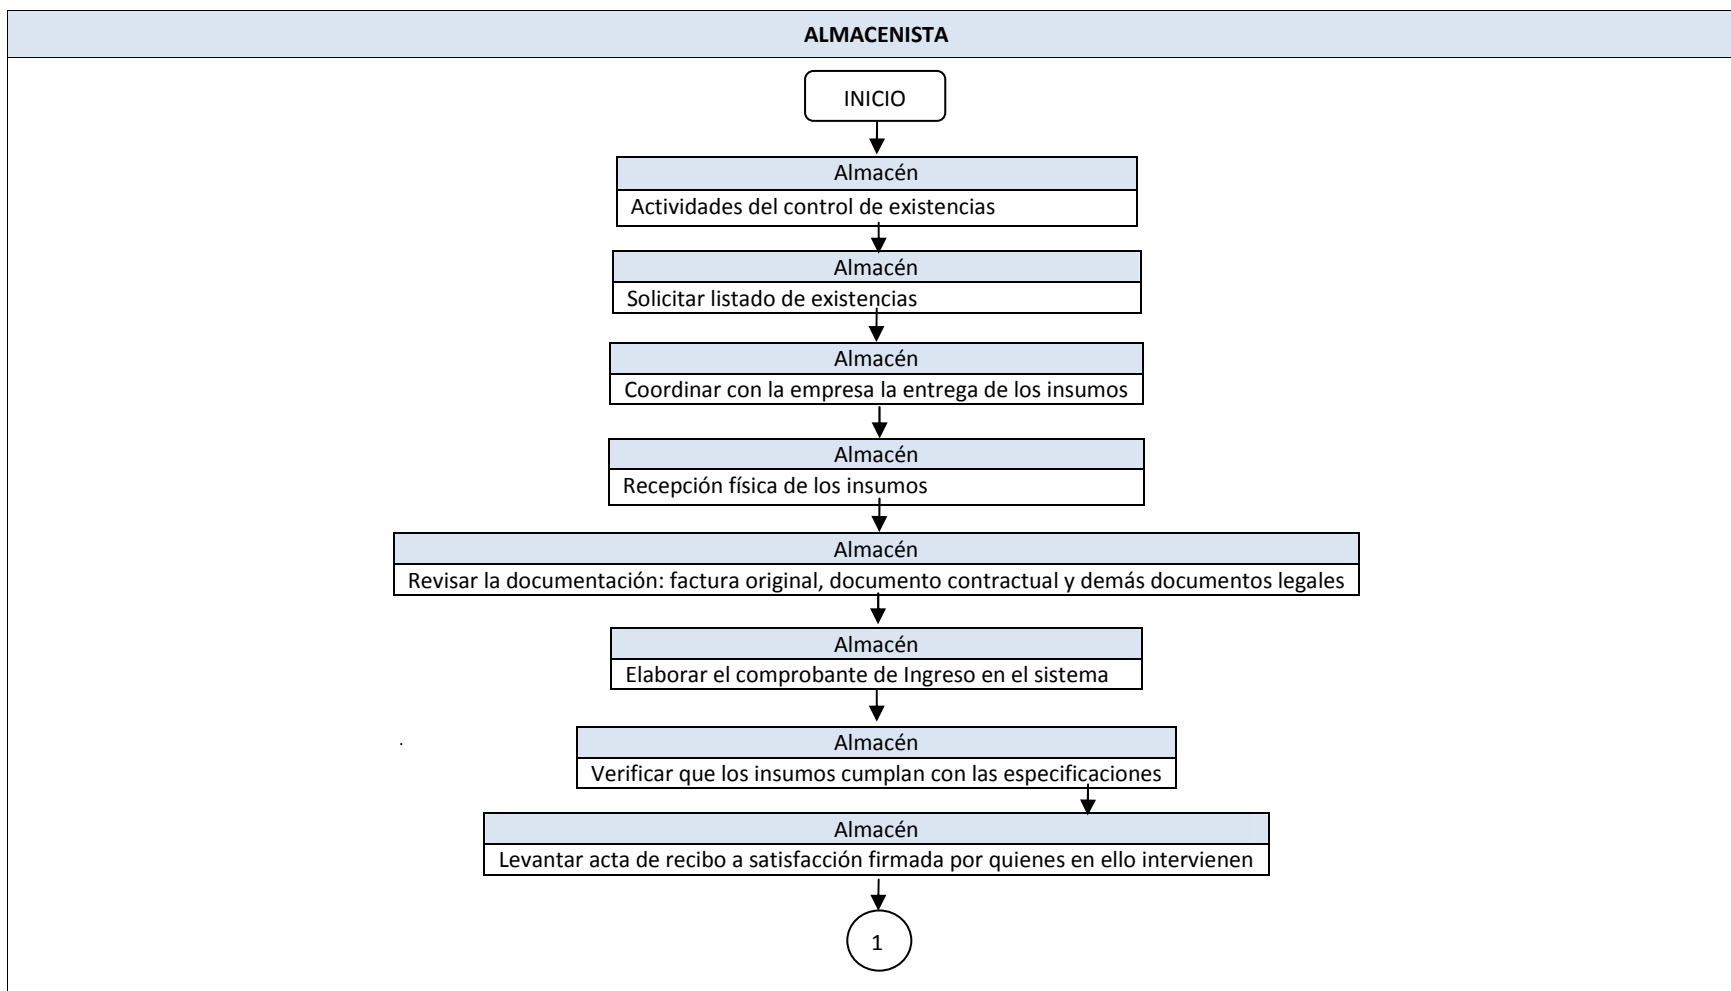 ALMACENISTA
INICIO
Almacén
Actividades del control de existencias
Almacén
Solicitar listado de existencias
Almacén
Coordinar con la empresa la entrega de los insumos
Almacén
Recepción física de los insumos
Almacén
Revisar la documentación: factura original, documento contractual y demás documentos legales
Almacén
Elaborar el comprobante de Ingreso en el sistema
Almacén
Verificar que los insumos cumplan con las especificaciones
Almacén
Levantar acta de recibo a satisfacción firmada por quienes en ello intervienen
1